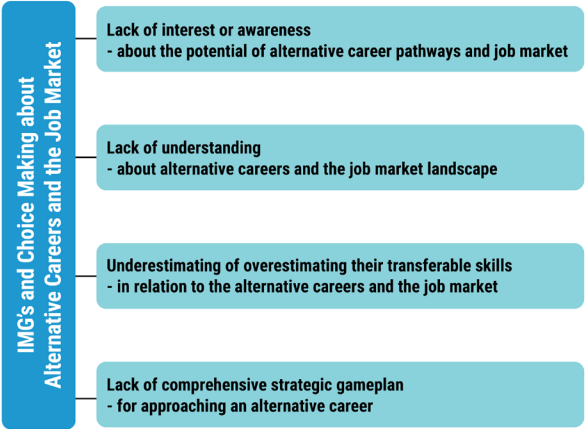 IMG's and Choice Making about
Alternative Careers and the Job Market
Lack of interest or awareness
- about the potential of alternative career pathways and job market
Lack of understanding
- about alternative careers and the job market landscape
Underestimating of overestimating their transferable skills
- in relation to the alternative careers and the job market
Lack of comprehensive strategic gameplan
- for approaching an alternative career